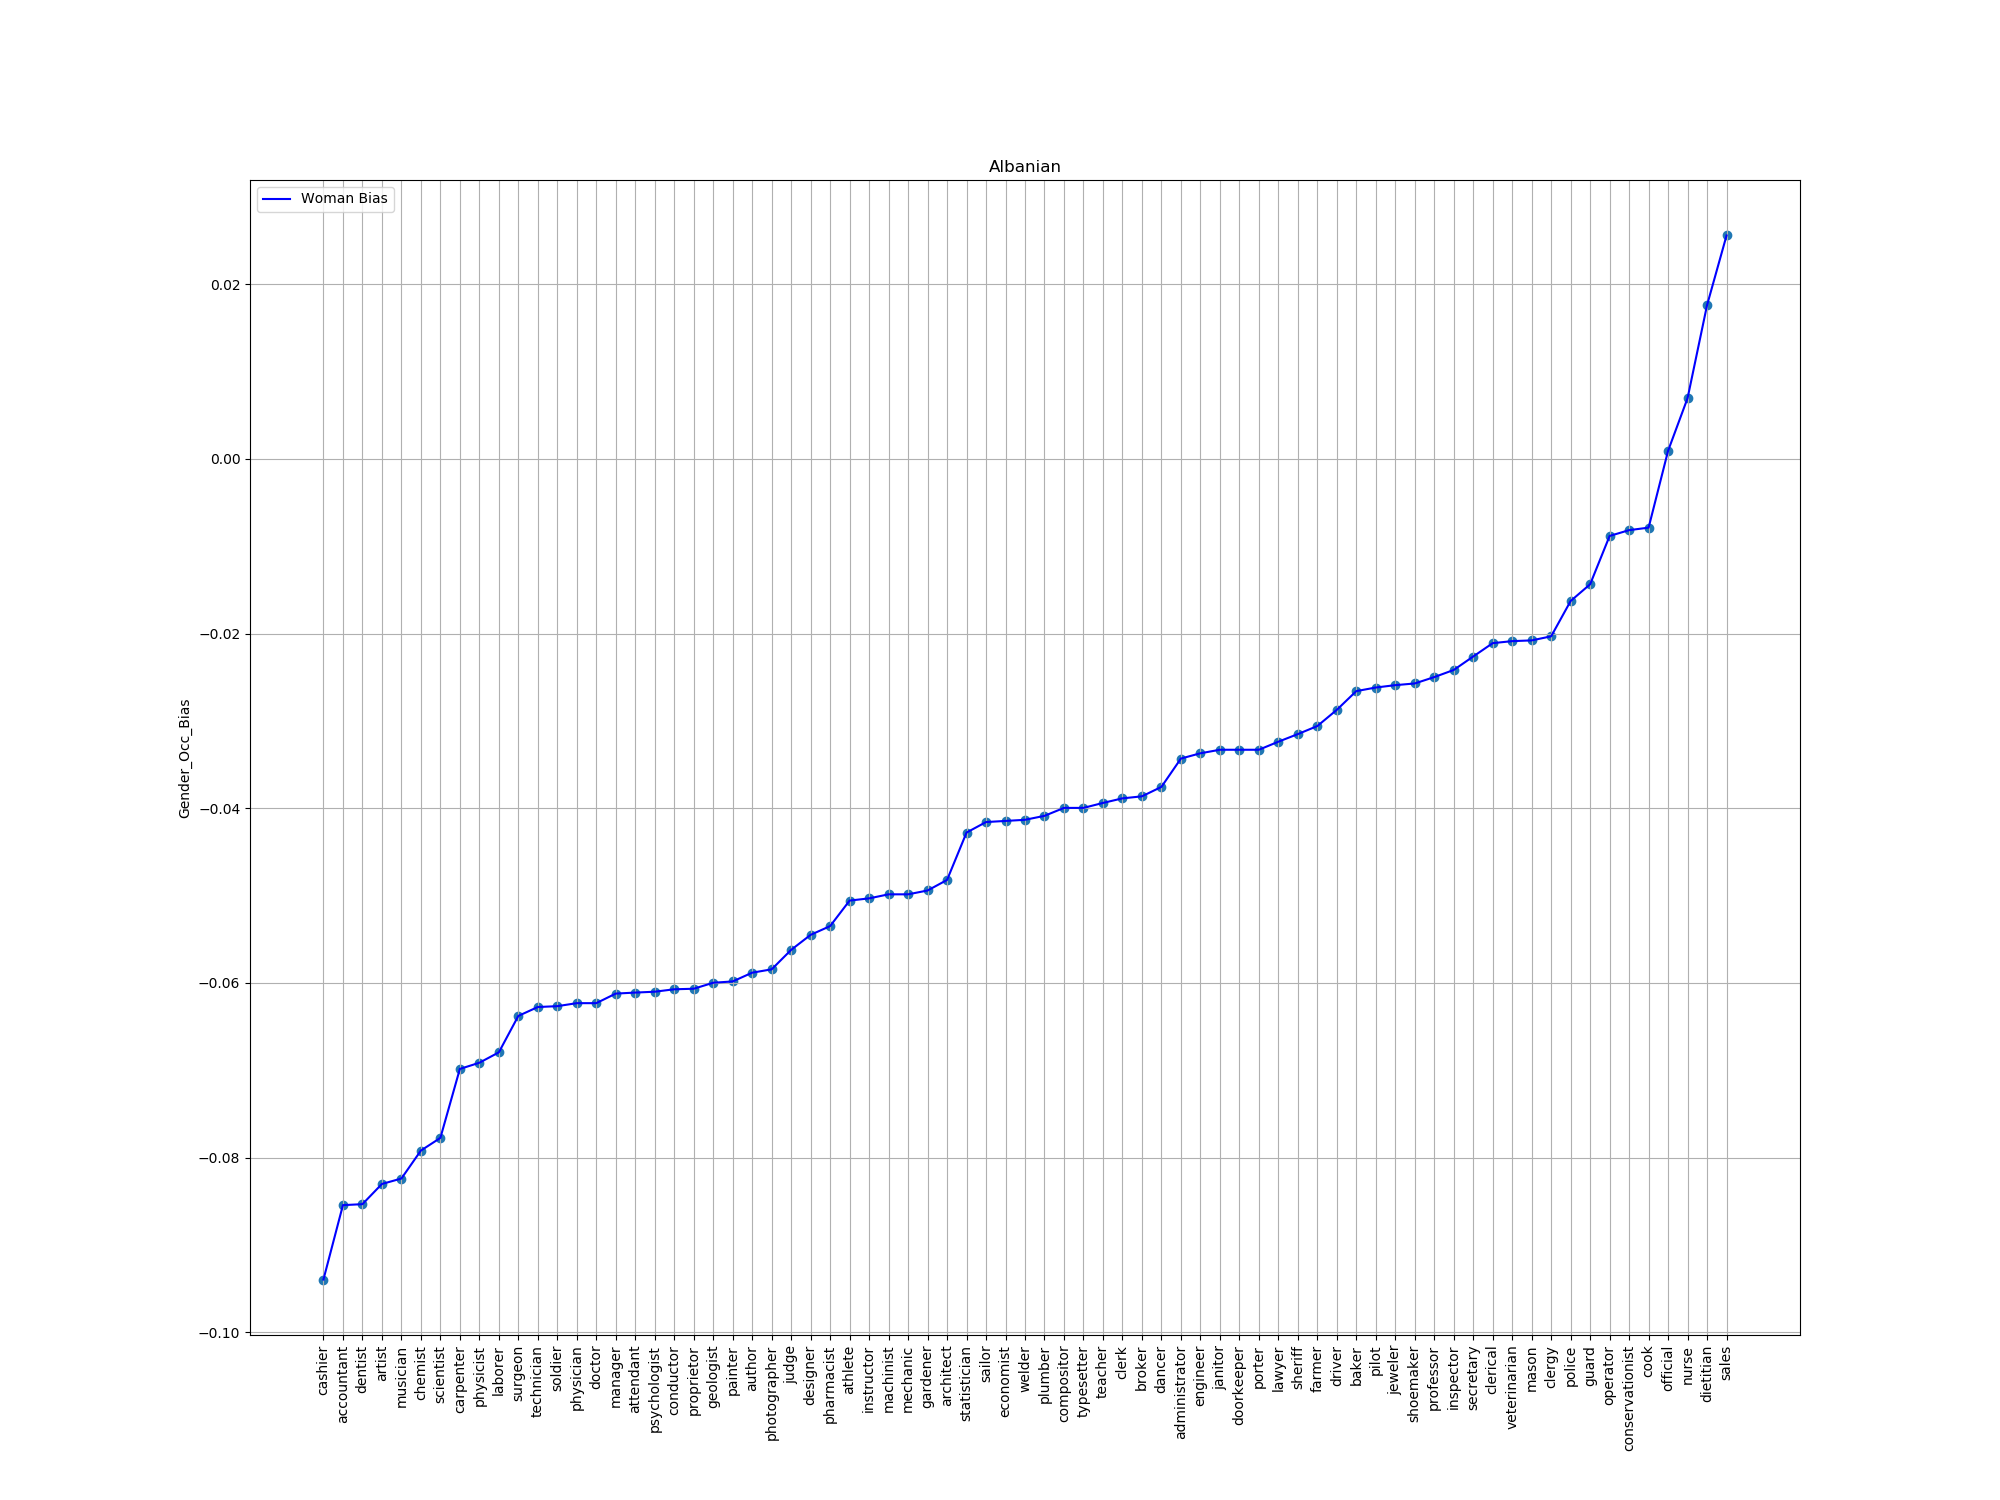 Albanian
Woman Bias
0.02
0.00
−0.02
−0.04
−0.06
−0.08
−0.10
Gender_Occ_Bias
cashier
accountant
dentist
artist
musician
chemist
scientist
carpenter
physicist
laborer
surgeon
technician
soldier
physician
doctor
manager
attendant
psychologist
conductor
proprietor
geologist
painter
author
photographer
judge
designer
pharmacist
athlete
instructor
machinist
mechanic
gardener
architect
statistician
sailor
economist
welder
plumber
compositor
typesetter
teacher
clerk
broker
dancer
administrator
engineer
janitor
doorkeeper
porter
lawyer
sheriff
farmer
driver
baker
pilot
jeweler
shoemaker
professor
inspector
secretary
clerical
veterinarian
mason
clergy
police
guard
operator
conservationist
cook
official
nurse
dietitian
sales